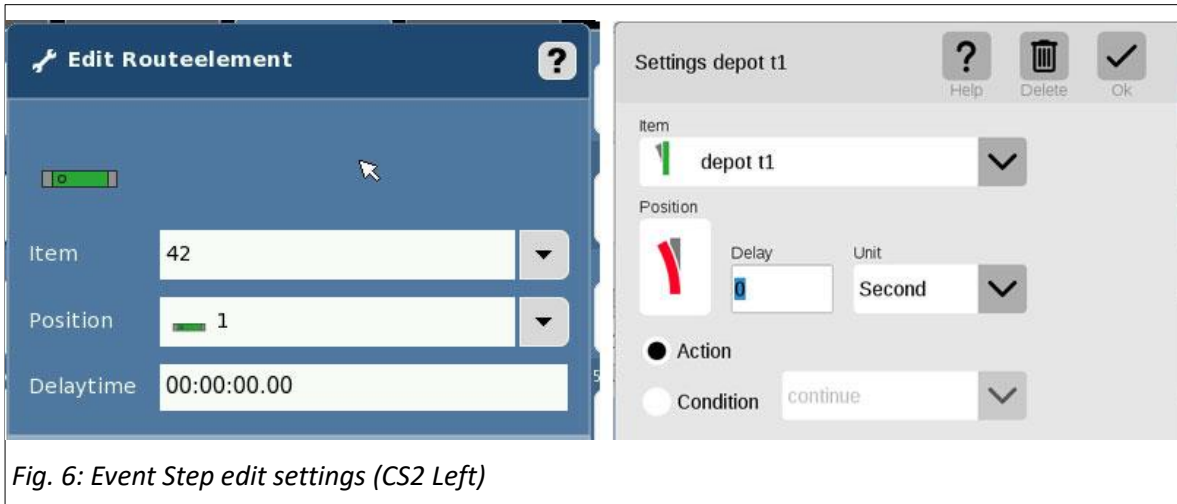 Edit Routeelement
?
Item
42
Position
1
Delaytime
00:00:00.00
5
Settings depot t1
?
Help
Delete
Ok
Item
depot t1
Position
Delay
Unit
0
Second
Action
Condition
continue
Fig. 6: Event Step edit settings (CS2 Left)